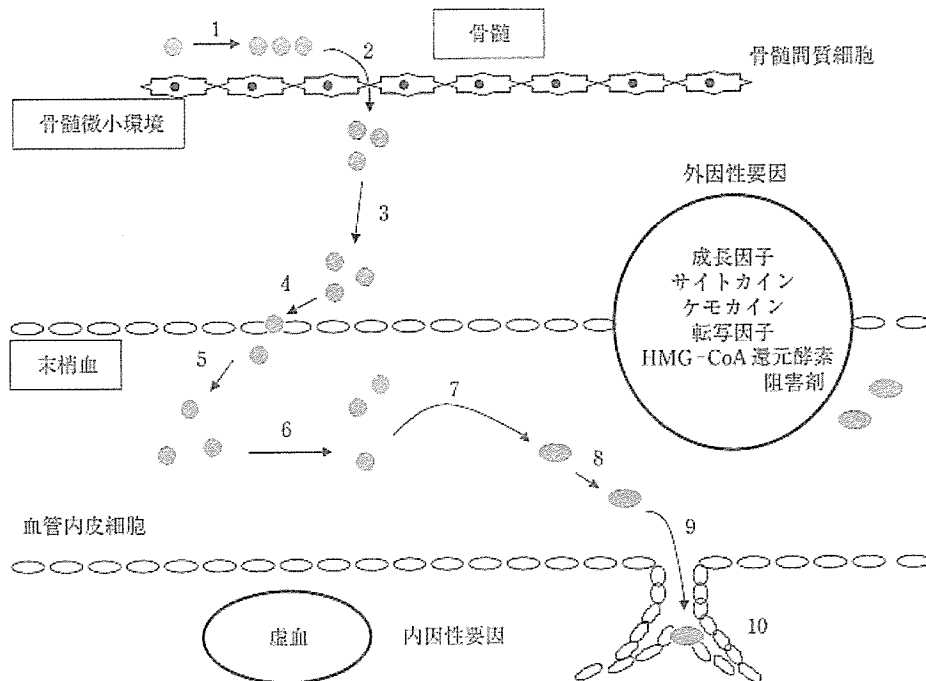 1
2
骨髄
骨髄間質細胞
骨髄微小環境
3
外因性要因
成長因子
サイトカイン
ケモカイン
転写因子
HMG-CoA 還元酵素
阻害剤
4
末梢血
5
6
7
8
血管内皮細胞
9
虚血
内因性要因
10